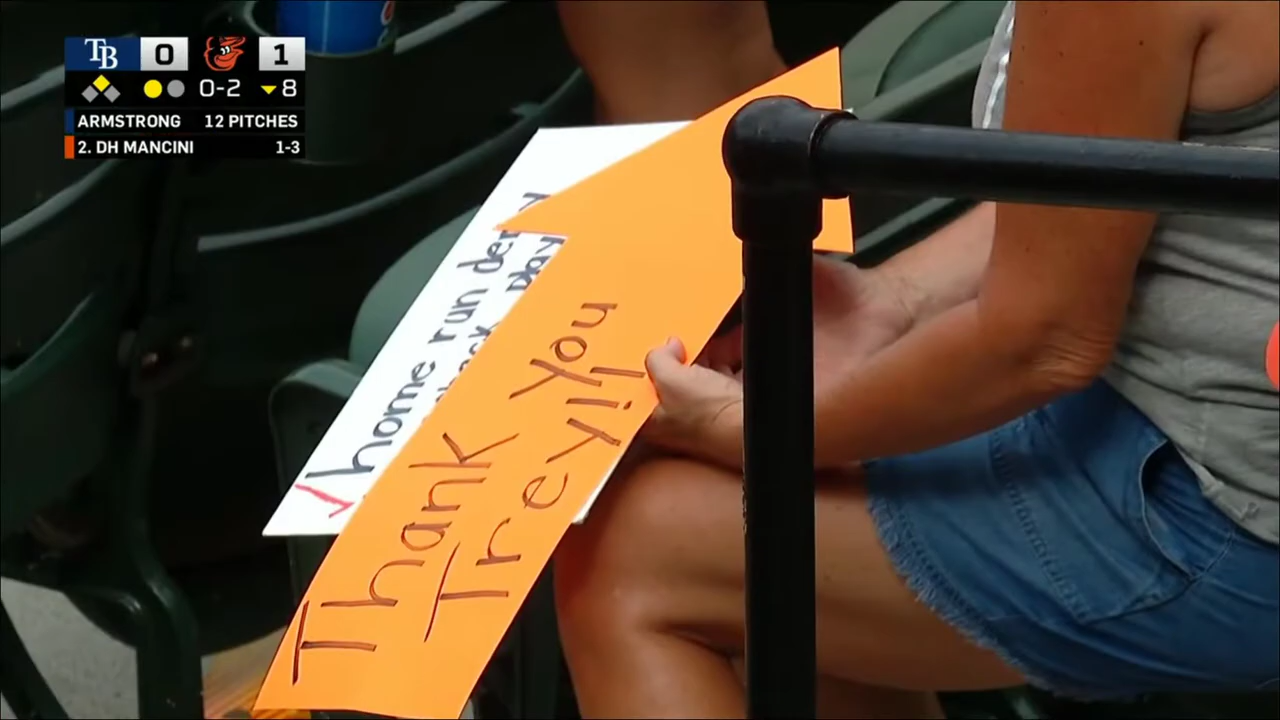 TB 0 1
0-2 8
ARMSTRONG 12 PITCHES
2. DH MANCINI 1-3
home run
play
Thank You
Trey!!